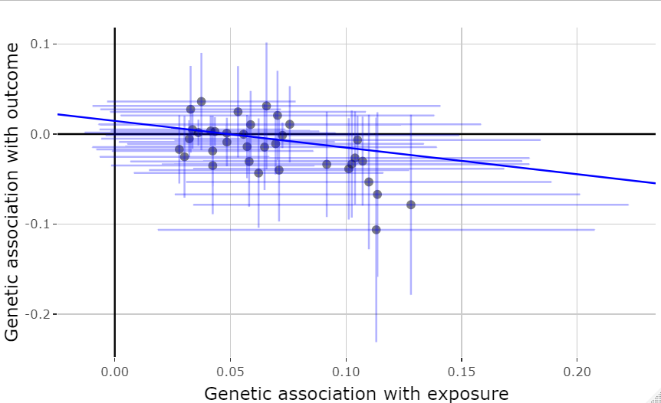 Genetic association with outcome
0.1
0.0
-0.1
-0.2
0.00 0.05 0.10 0.15 0.20
Genetic association with exposure